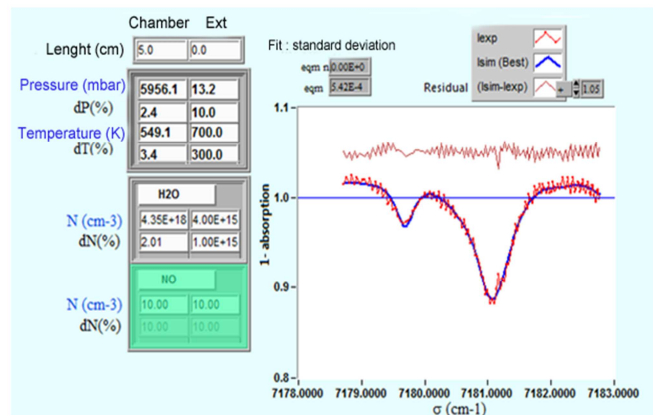 Chamber Ext
Lenght (cm) 5.0 0.0
Pressure (mbar) 5956.1 13.2
dP(%) 2.4 10.0
Temperature (K) 549.1 700.0
dT(%) 3.4 300.0
H2O
N (cm-3) 4.35E+18 4.00E+15
dN(%) 2.01 1.00E+15
NO
N (cm-3) 10.00 10.00
dN(%) 10.00 10.00
Fit : standard deviation
eqm n 0.00E+0
eqm 5.42E-4
Iexp
Isim (Best)
Residual (Isim-Iexp) + 1.05
1- absorption
1.1
1.0
0.9
0.8
7178.0000 7179.0000 7180.0000 7181.0000 7182.0000 7183.0000
σ (cm-1)